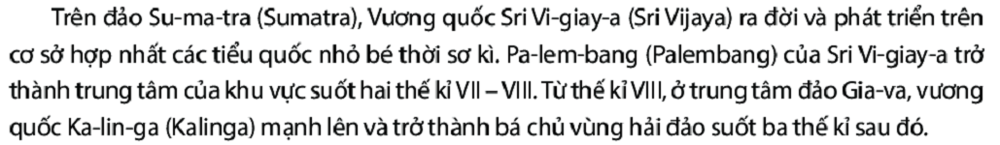 Trên đảo Su-ma-tra (Sumatra), Vương quốc Sri Vi-giay-a (Sri Vijaya) ra đời và phát triển trên
cơ sở hợp nhất các tiểu quốc nhỏ bé thời sơ kì. Pa-lem-bang (Palembang) của Sri Vi-giay-a trở
thành trung tâm của khu vực suốt hai thế kỉ VII – VIII. Từ thế kỉ VIII, ở trung tâm đảo Gia-va, vương
quốc Ka-lin-ga (Kalinga) mạnh lên và trở thành bá chủ vùng hải đảo suốt ba thế kỉ sau đó.